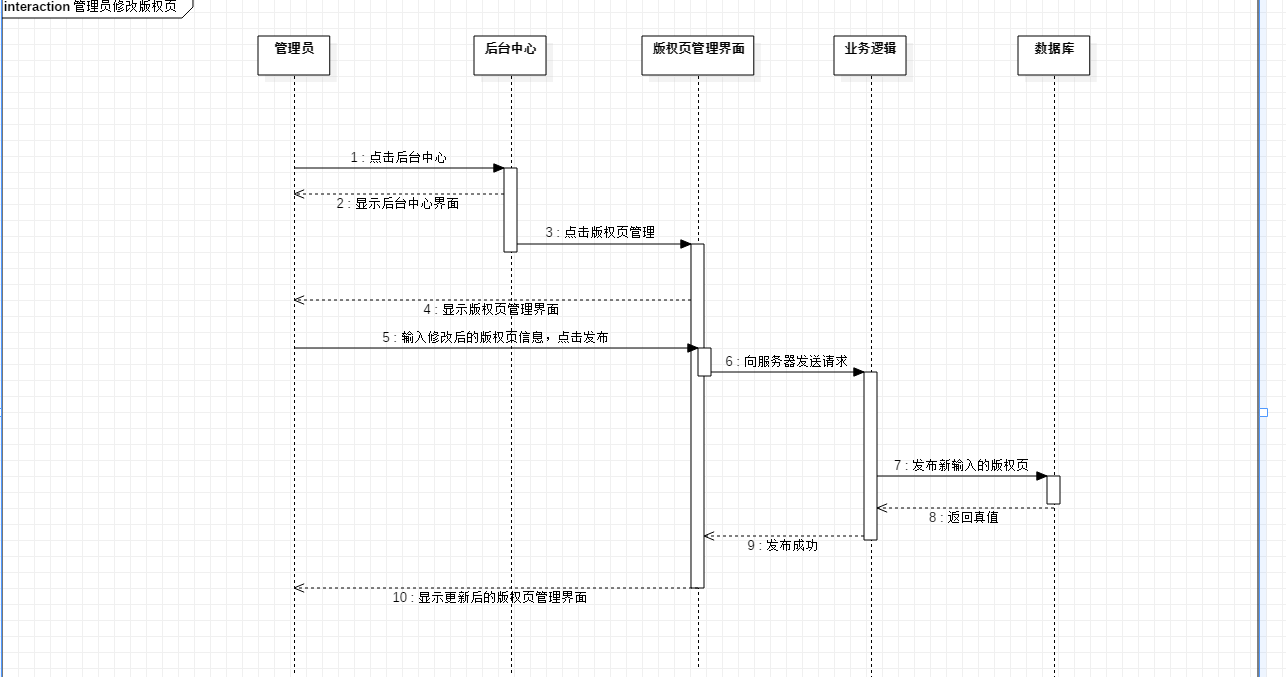 interaction 管理员修改版权页
管理员
后台中心
版权页管理界面
业务逻辑
数据库
1 : 点击后台中心
2 : 显示后台中心界面
3 : 点击版权页管理
4 : 显示版权页管理界面
5 : 输入修改后的版权页信息，点击发布
6 : 向服务器发送请求
7 : 发布新输入的版权页
8 : 返回真值
9 : 发布成功
10 : 显示更新后的版权页管理界面